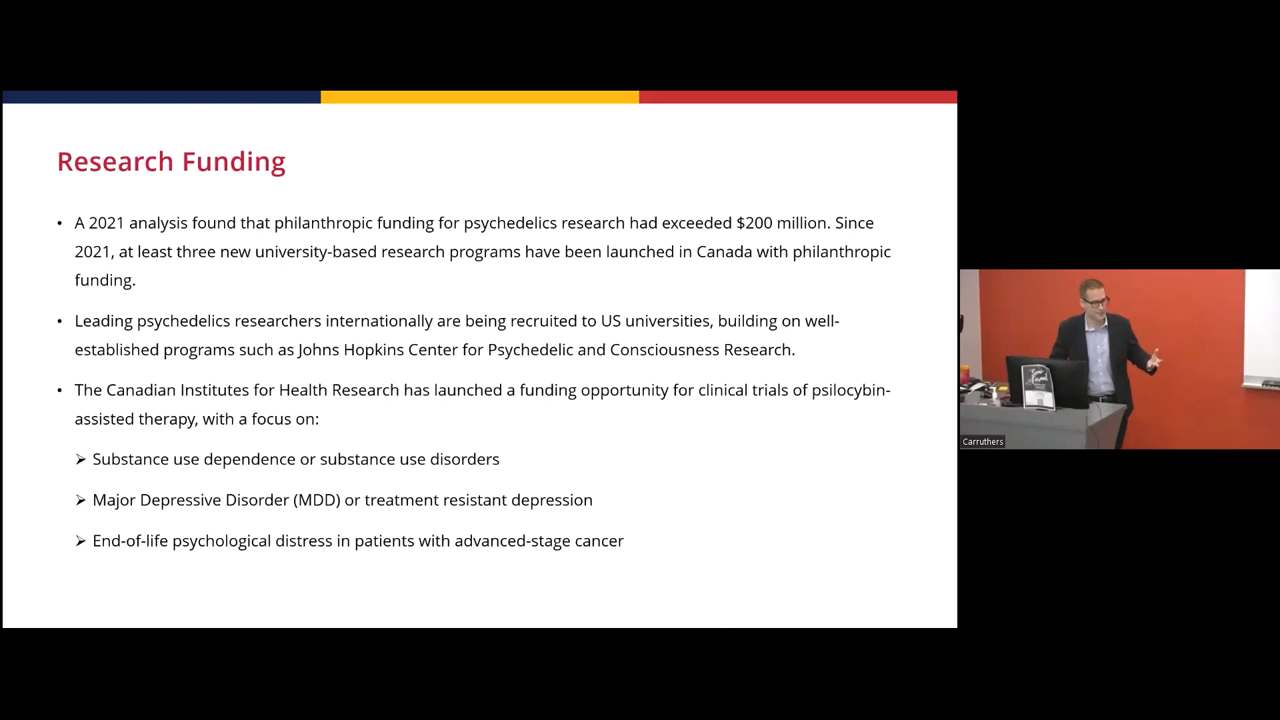 Research Funding
• A 2021 analysis found that philanthropic funding for psychedelics research had exceeded $200 million. Since
2021, at least three new university-based research programs have been launched in Canada with philanthropic
funding.
• Leading psychedelics researchers internationally are being recruited to US universities, building on well-
established programs such as Johns Hopkins Center for Psychedelic and Consciousness Research.
• The Canadian Institutes for Health Research has launched a funding opportunity for clinical trials of psilocybin-
assisted therapy, with a focus on:
➢ Substance use dependence or substance use disorders
➢ Major Depressive Disorder (MDD) or treatment resistant depression
➢ End-of-life psychological distress in patients with advanced-stage cancer
Carruthers